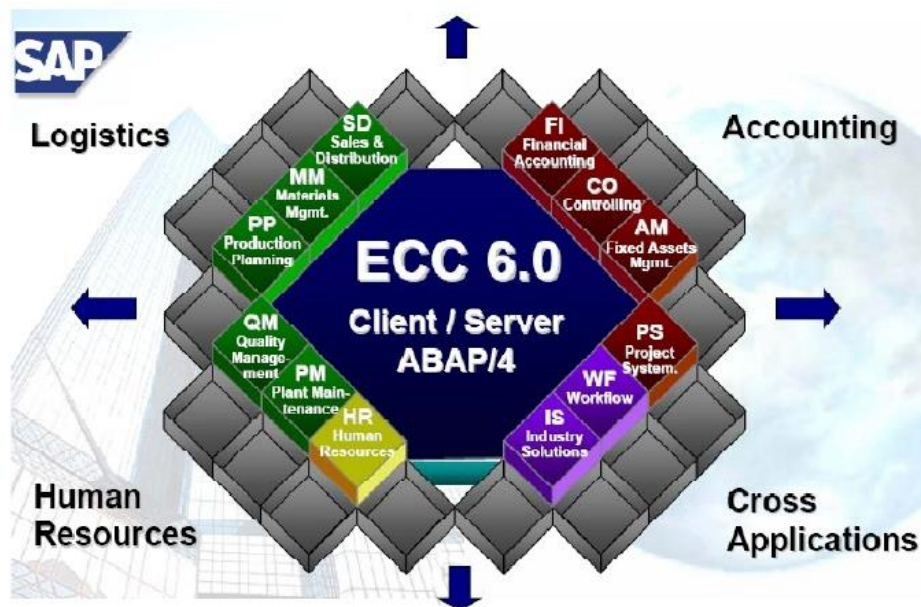 SAP
Logistics
Accounting
SD
Sales &
Distribution
MM
Materials
Mgmt.
PP
Production
Planning
FI
Financial
Accounting
CO
Controlling
AM
Fixed Assets
Mgmt.
ECC 6.0
Client / Server
ABAP/4
QM
Quality
Manage-
ment
PM
Plant Main-
tenance
HR
Human
Resources
PS
Project
System.
WF
Workflow
IS
Industry
Solutions
Human
Resources
Cross
Applications